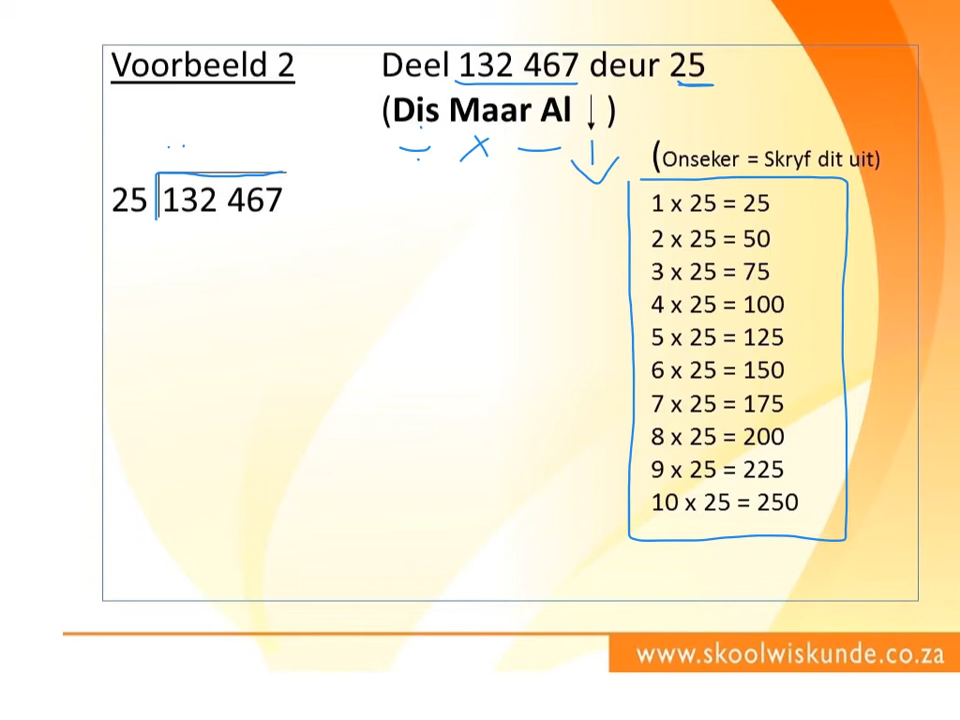 Voorbeeld 2
Deel 132 467 deur 25
(Dis Maar Al ↓ )
÷ × — ↓
(Onseker = Skryf dit uit)
25 132 467
1 x 25 = 25
2 x 25 = 50
3 x 25 = 75
4 x 25 = 100
5 x 25 = 125
6 x 25 = 150
7 x 25 = 175
8 x 25 = 200
9 x 25 = 225
10 x 25 = 250
www.skoolwiskunde.co.za